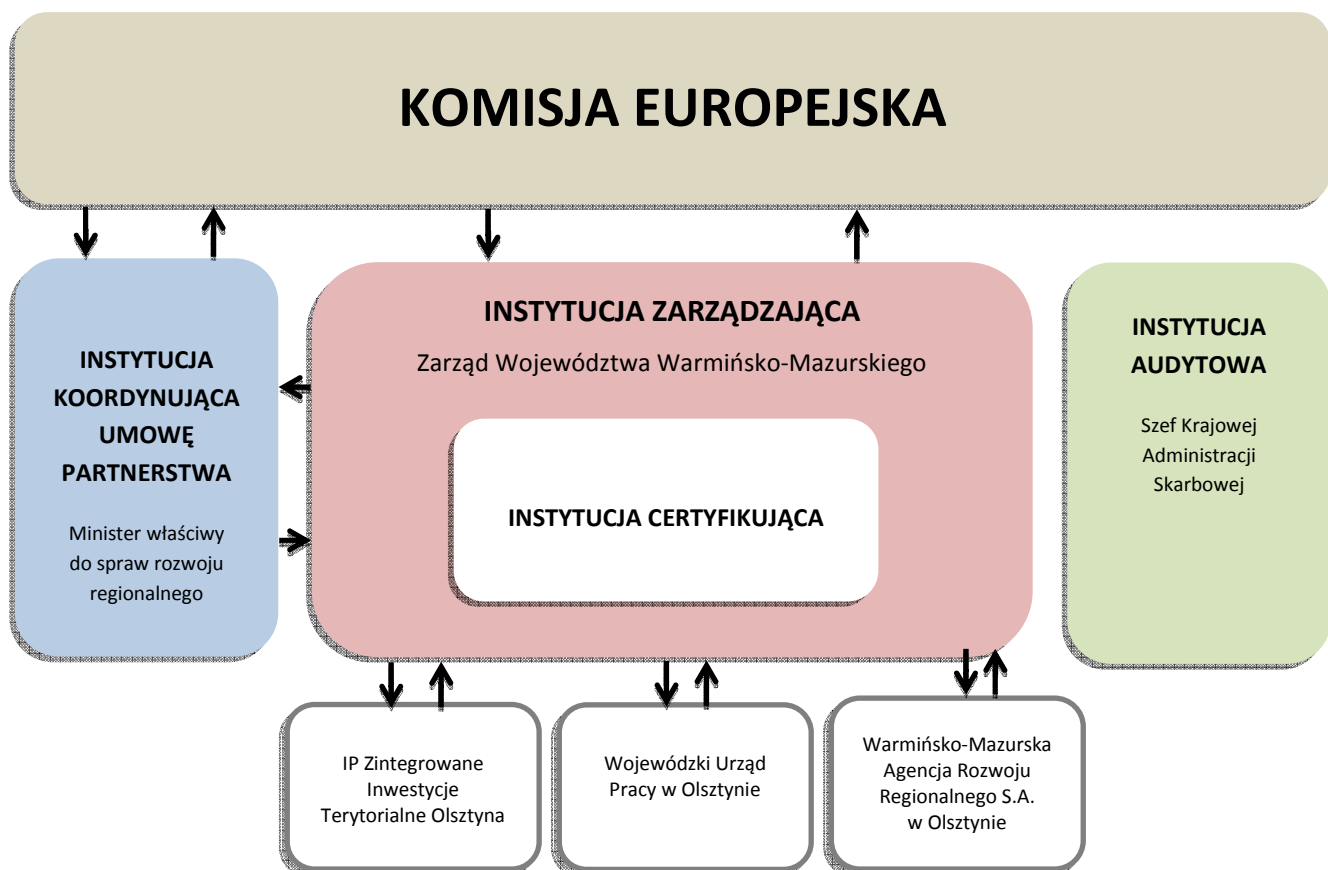 KOMISJA EUROPEJSKA
INSTYTUCJA
KOORDYNUJĄCA
UMOWĘ
PARTNERSTWA
Minister właściwy
do spraw rozwoju
regionalnego
INSTYTUCJA ZARZĄDZAJĄCA
Zarząd Województwa Warmińsko-Mazurskiego
INSTYTUCJA CERTYFIKUJĄCA
INSTYTUCJA
AUDYTOWA
Szef Krajowej
Administracji
Skarbowej
IP Zintegrowane
Inwestycje
Terytorialne Olsztyna
Wojewódzki Urząd
Pracy w Olsztynie
Warmińsko-Mazurska
Agencja Rozwoju
Regionalnego S.A.
w Olsztynie